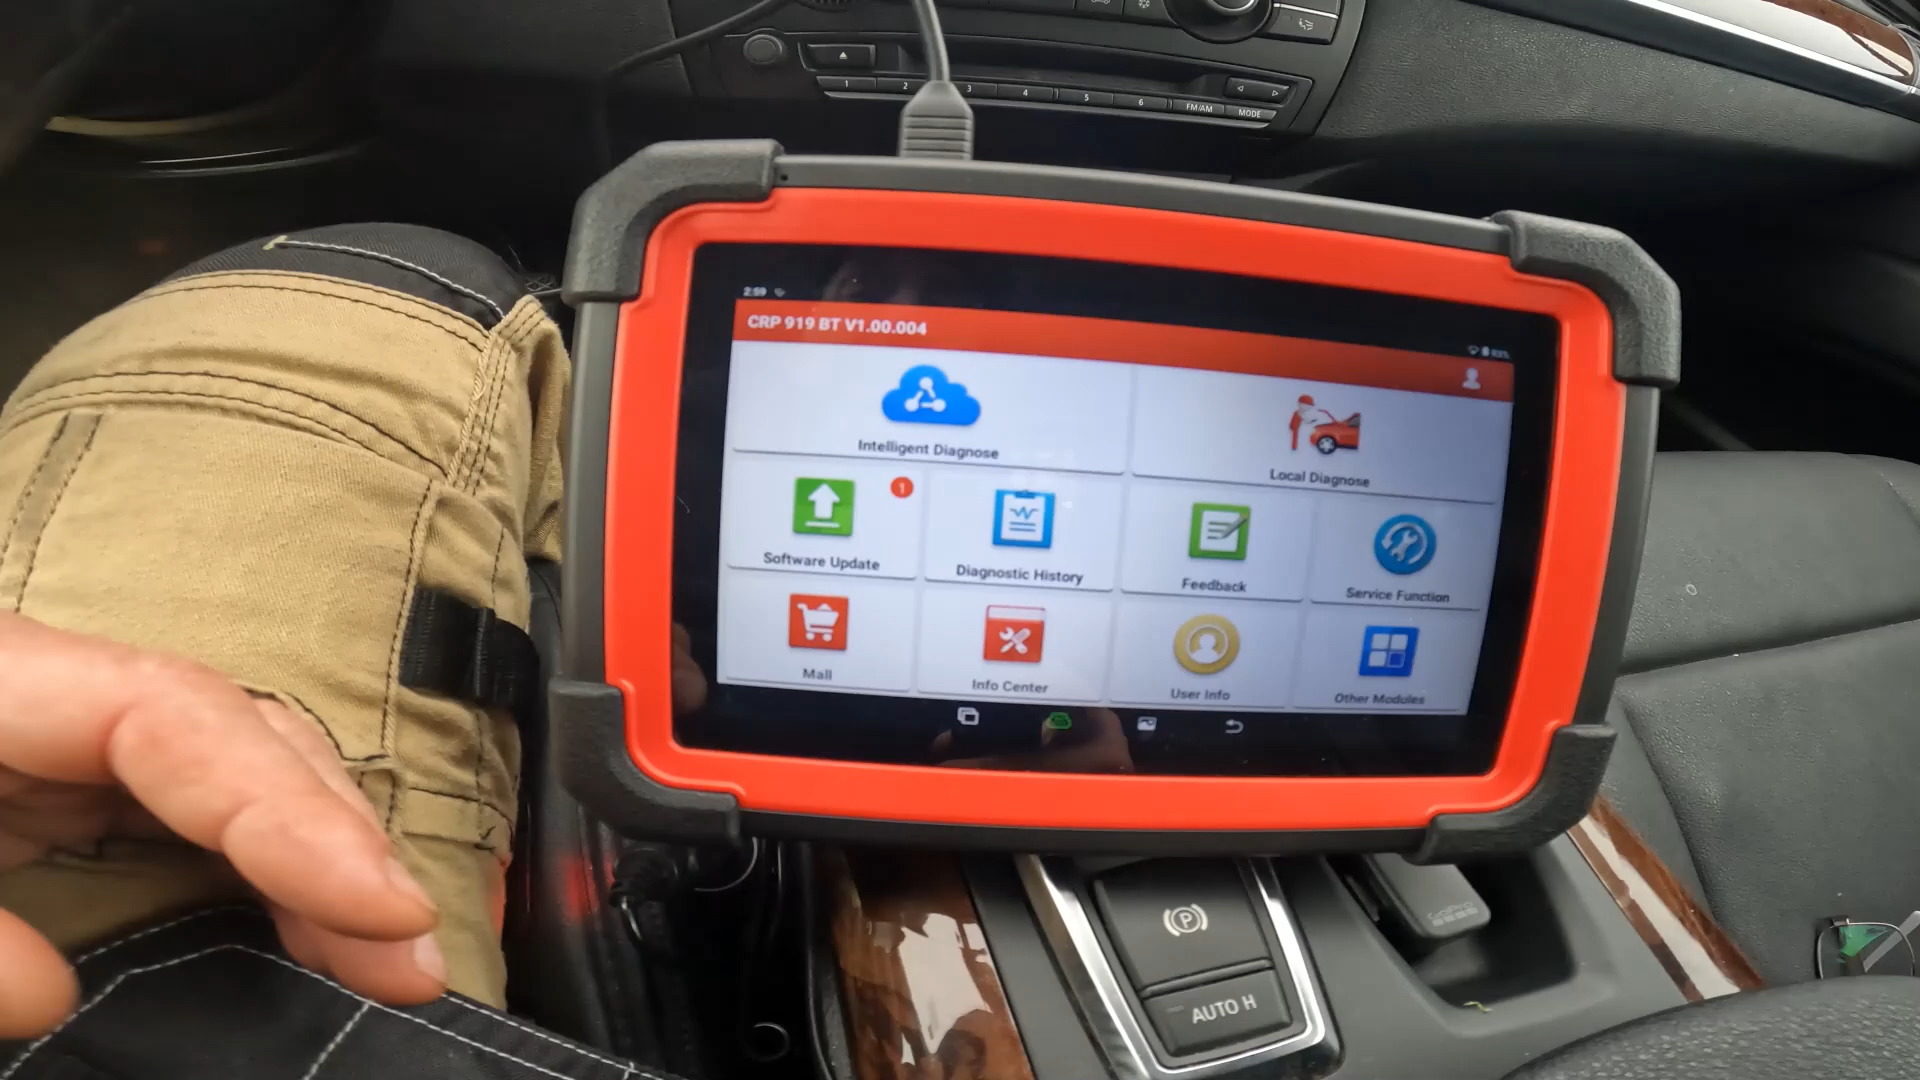 1 2 3 4 5 6 FM/AM MODE
2:59
CRP 919 BT V1.00.004
Intelligent Diagnose
Local Diagnose
1
Software Update
Diagnostic History
Feedback
Service Function
Mall
Info Center
User Info
Other Modules
P
AUTO H
GoPro